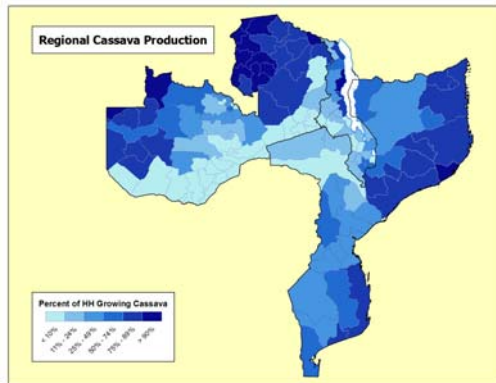 Regional Cassava Production
Percent of HH Growing Cassava
< 10%
11% - 24%
25% - 49%
50% - 74%
75% - 89%
> 90%